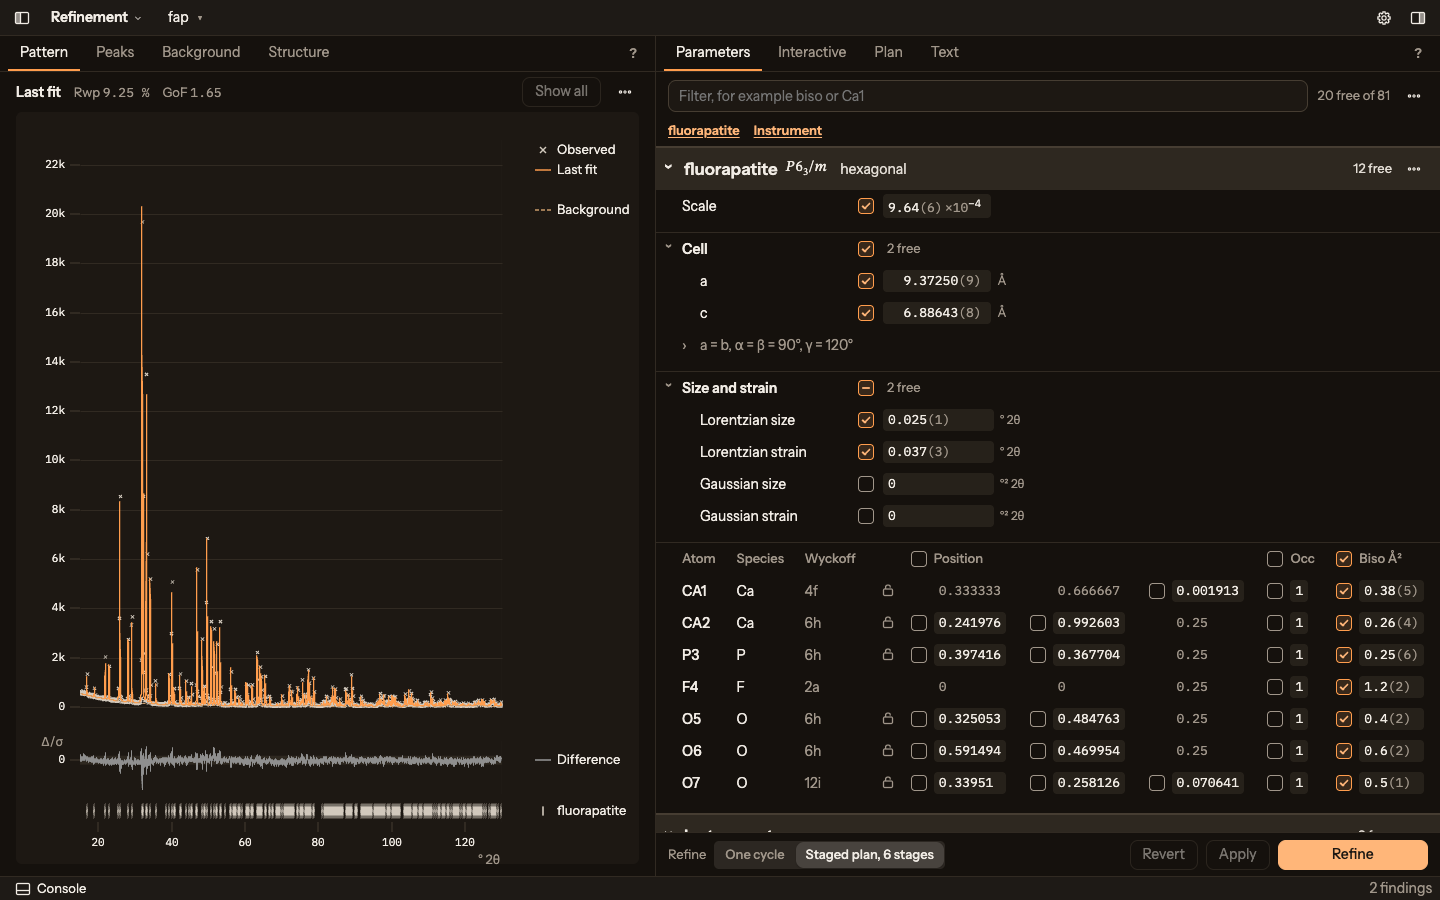 Refinement fap
Pattern Peaks Background Structure ?
Last fit Rwp 9.25 % GoF 1.65 Show all
Observed
Last fit
Background
22k
20k
18k
16k
14k
12k
10k
8k
6k
4k
2k
0
Δ/σ
0
Difference
fluorapatite
20 40 60 80 100 120
°2θ
Parameters Interactive Plan Text ?
Filter, for example biso or Ca1 20 free of 81
fluorapatite Instrument
fluorapatite P6₃/m hexagonal 12 free
Scale 9.64(6) ×10⁻⁴
Cell 2 free
a 9.37250(9) Å
c 6.88643(8) Å
a = b, α = β = 90°, γ = 120°
Size and strain 2 free
Lorentzian size 0.025(1) °2θ
Lorentzian strain 0.037(3) °2θ
Gaussian size 0 °² 2θ
Gaussian strain 0 °² 2θ
Atom Species Wyckoff Position Occ Biso Å²
CA1 Ca 4f 0.333333 0.666667 0.001913 1 0.38(5)
CA2 Ca 6h 0.241976 0.992603 0.25 1 0.26(4)
P3 P 6h 0.397416 0.367704 0.25 1 0.25(6)
F4 F 2a 0 0 0.25 1 1.2(2)
O5 O 6h 0.325053 0.484763 0.25 1 0.4(2)
O6 O 6h 0.591494 0.469954 0.25 1 0.6(2)
O7 O 12i 0.33951 0.258126 0.070641 1 0.5(1)
Refine One cycle Staged plan, 6 stages Revert Apply Refine
Console 2 findings